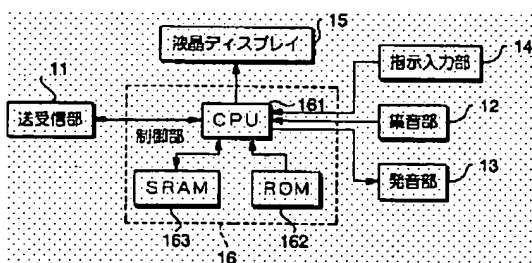 15
液晶ディスプレイ
14
指示入力部
11
161
12
送受信部
CPU
集音部
制御部
13
SRAM
ROM
発音部
163
162
16